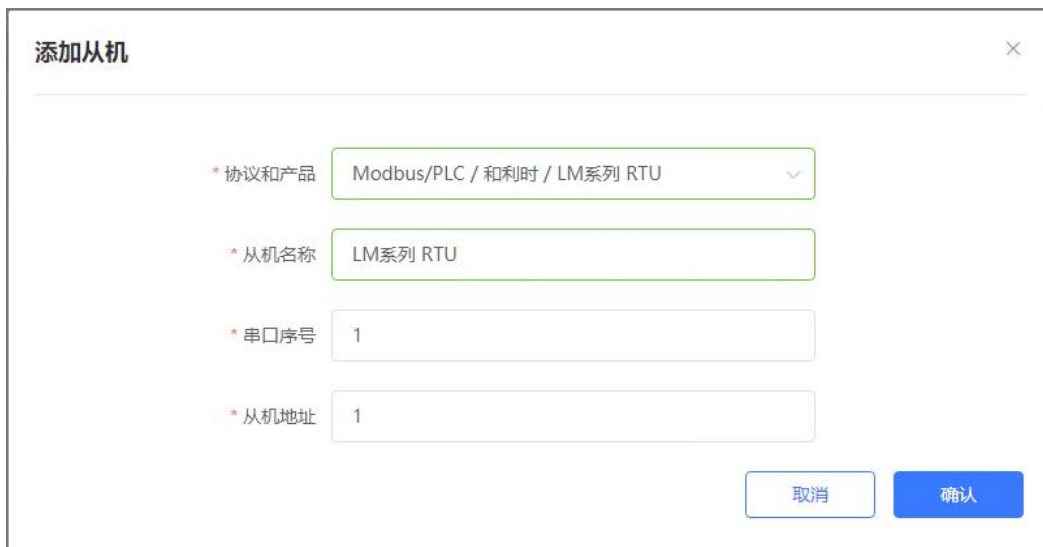 添加从机
* 协议和产品 Modbus/PLC / 和利时 / LM系列 RTU
* 从机名称 LM系列 RTU
* 串口序号 1
* 从机地址 1
取消 确认